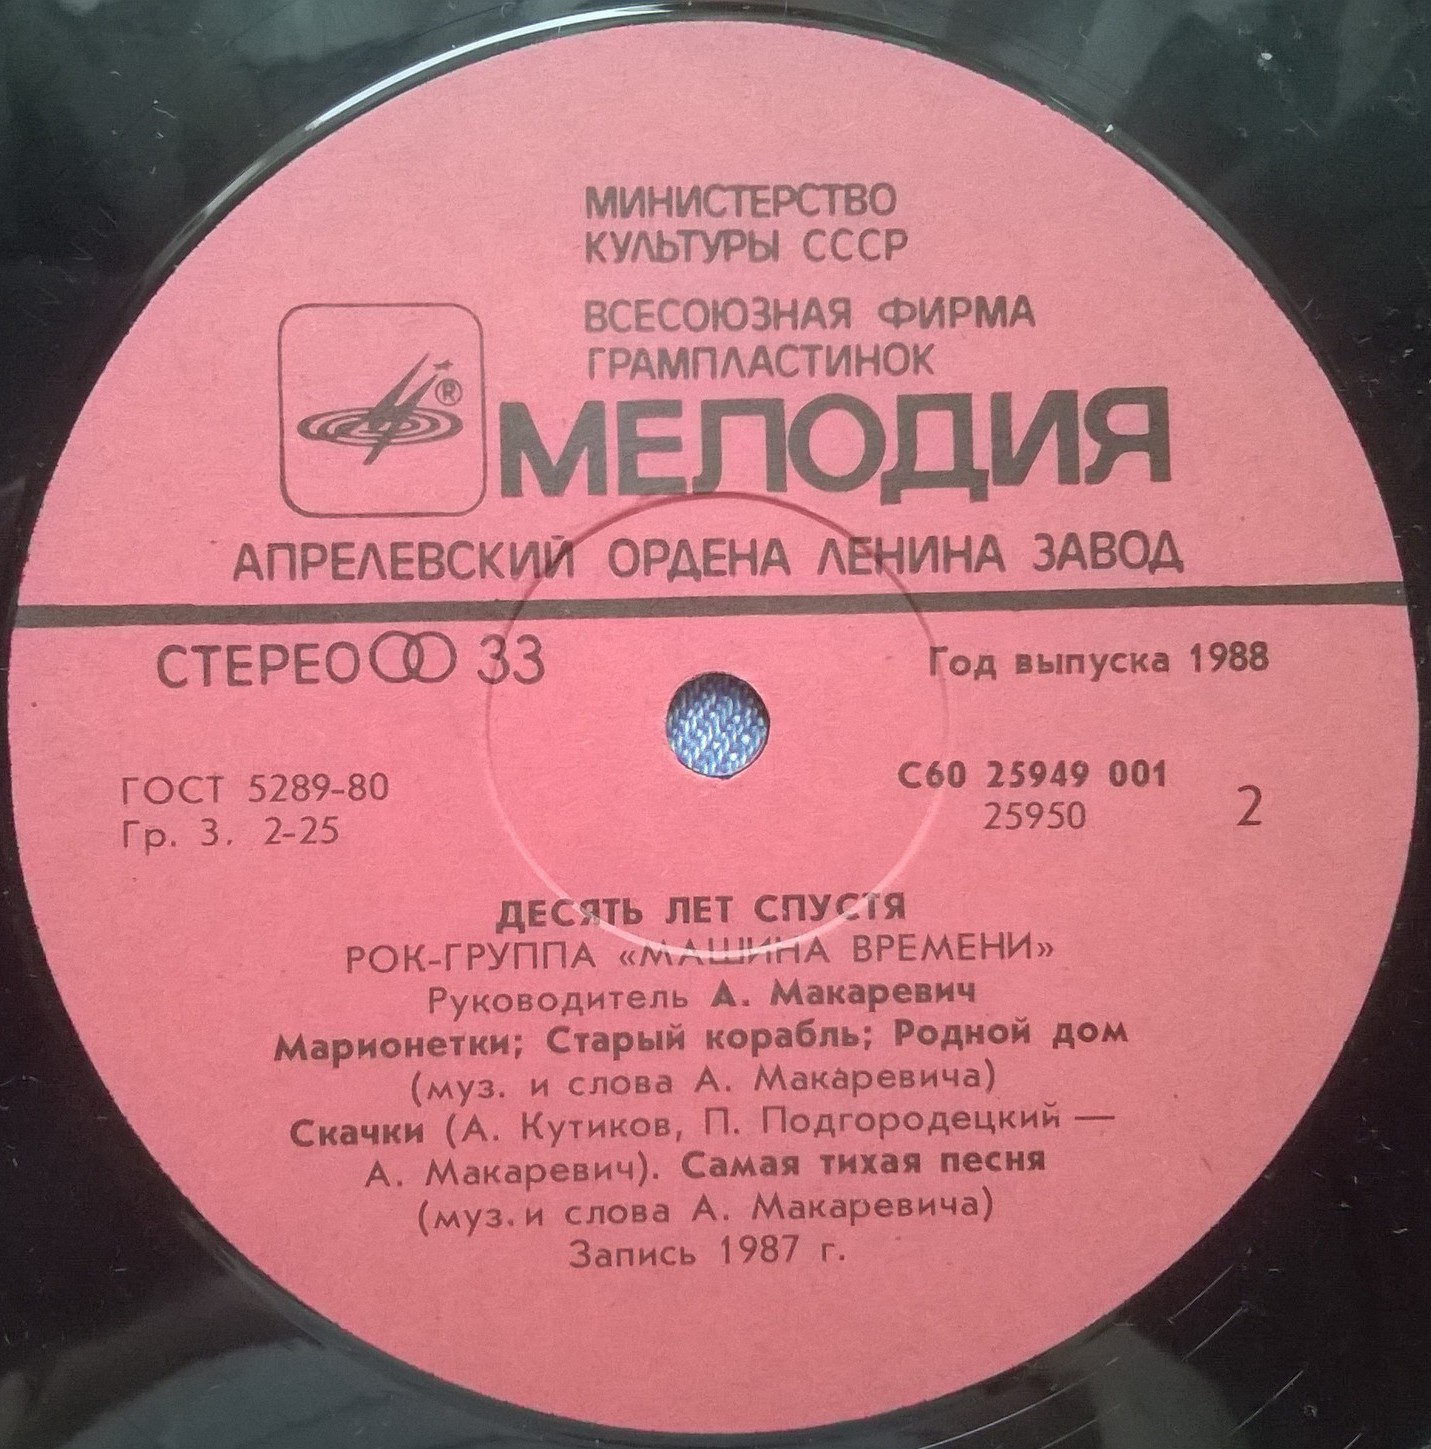 МИНИСТЕРСТВО
КУЛЬТУРЫ СССР
ВСЕСОЮЗНАЯ ФИРМА
ГРАМПЛАСТИНОК
®
МЕЛОДИЯ
АПРЕЛЕВСКИЙ ОРДЕНА ЛЕНИНА ЗАВОД
СТЕРЕО 33
Год выпуска 1988
ГОСТ 5289-80
Гр. 3. 2-25
С60 25949 001
25950
2
ДЕСЯТЬ ЛЕТ СПУСТЯ
РОК-ГРУППА «МАШИНА ВРЕМЕНИ»
Руководитель А. Макаревич
Марионетки; Старый корабль; Родной дом
(муз. и слова А. Макаревича)
Скачки (А. Кутиков, П. Подгородецкий —
А. Макаревич). Самая тихая песня
(муз. и слова А. Макаревича)
Запись 1987 г.